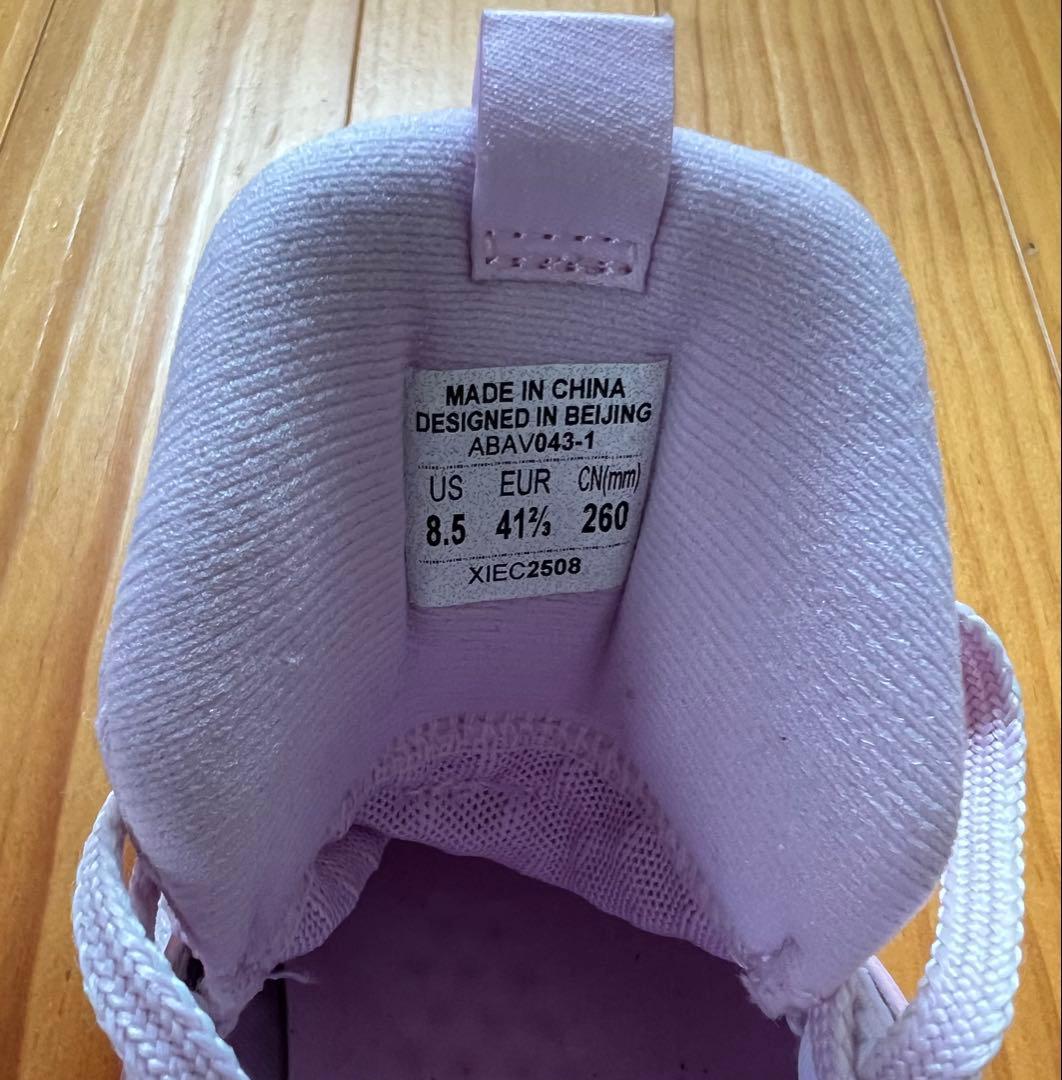 MADE IN CHINA
DESIGNED IN BEIJING
ABAV043-1
US EUR CN(mm)
8.5 41⅔ 260
XIEC2508